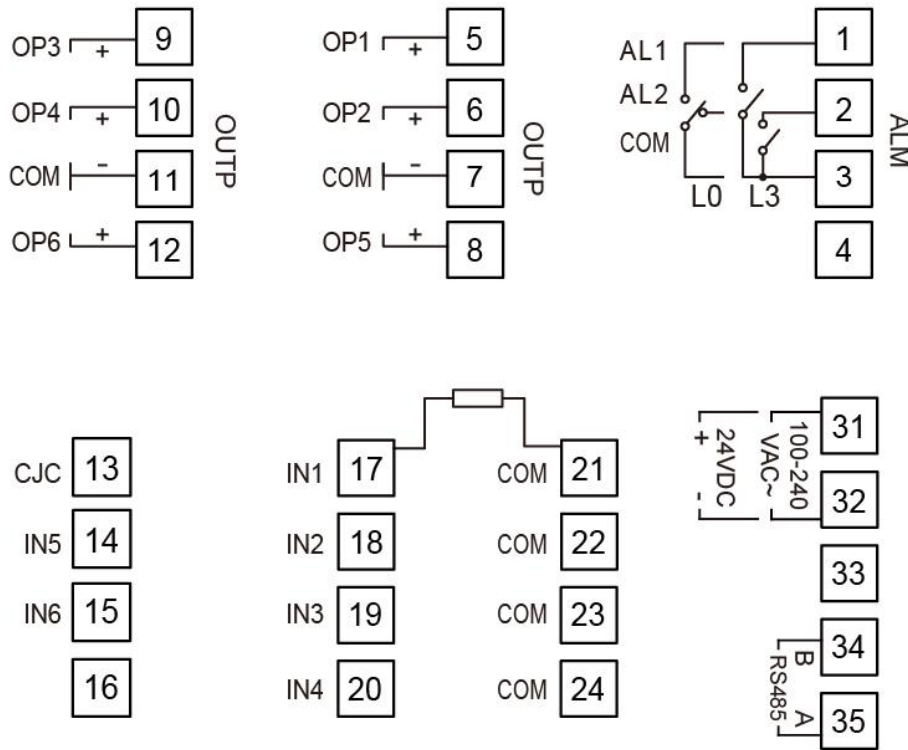 OP3 + 9
OP4 + 10
COM - 11
OP6 + 12
OUTP
OP1 + 5
OP2 + 6
COM - 7
OP5 + 8
OUTP
AL1
AL2
COM
L0 L3
1
2
3
4
ALM
CJC 13
IN5 14
IN6 15
16
IN1 17
IN2 18
IN3 19
IN4 20
COM 21
COM 22
COM 23
COM 24
+ -
24VDC
100-240
VAC~
31
32
33
34
35
B A
RS485